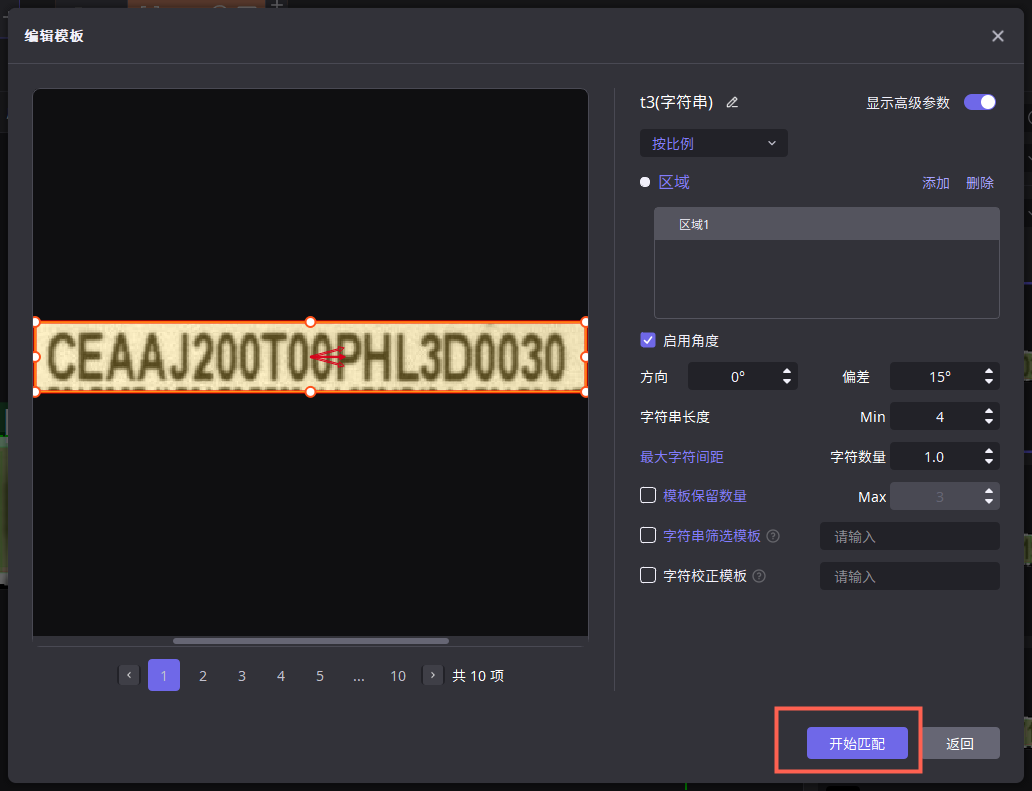 编辑模板
t3(字符串)
显示高级参数
按比例
区域
添加 删除
区域1
启用角度
方向 0° 偏差 15°
字符串长度 Min 4
最大字符间距 字符数量 1.0
模板保留数量 Max 3
字符串筛选模板 请输入
字符校正模板 请输入
CEAAJ200T00PHL3D0030
1 2 3 4 5 ... 10 共 10 项
开始匹配 返回